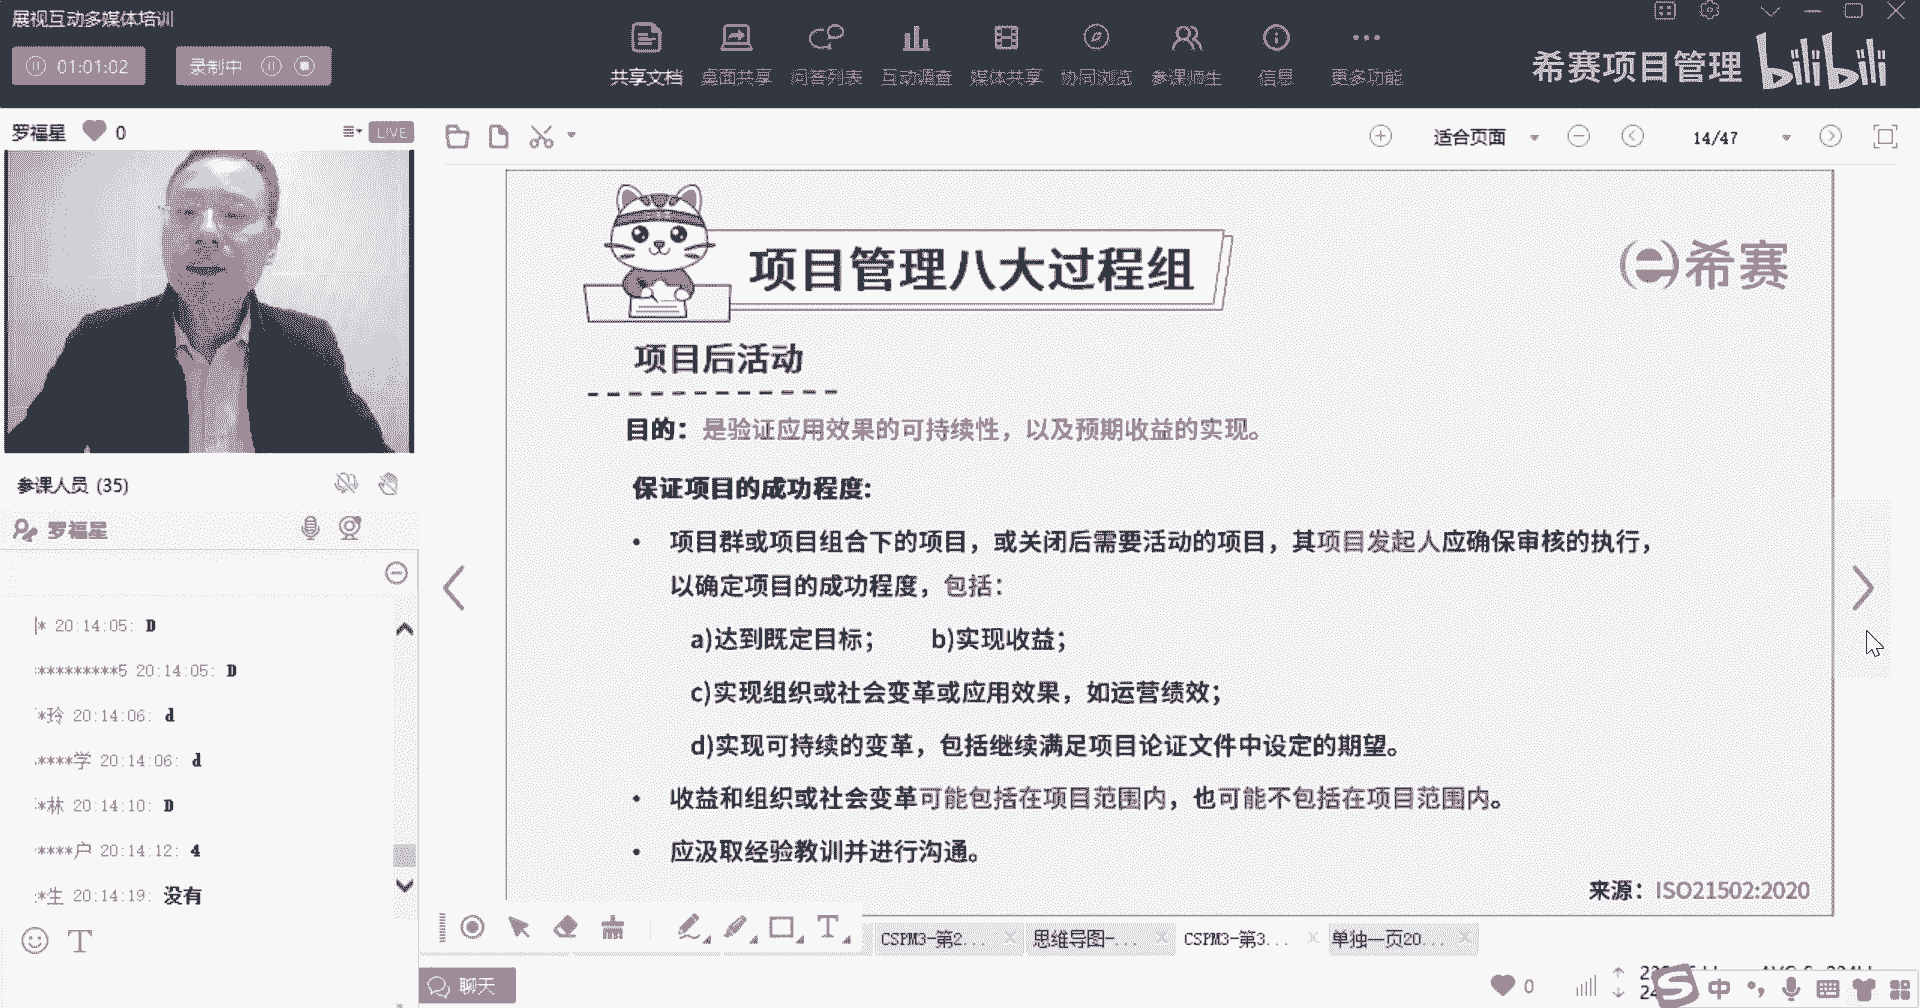 展视互动多媒体培训
01:01:02
录制中
共享文档 桌面共享 问答列表 互动调查 媒体共享 协同浏览 参课师生 信息 更多功能
希赛项目管理 bilibili
罗福星 0
LIVE
适合页面
14/47
参课人员 (35)
罗福星
* 20:14:05: D
*********5 20:14:05: D
*玲 20:14:06: d
****学 20:14:06: d
*林 20:14:10: D
****户 20:14:12: 4
*生 20:14:19: 没有
项目管理八大过程组
希赛
项目后活动
目的：是验证应用效果的可持续性，以及预期收益的实现。
保证项目的成功程度:
• 项目群或项目组合下的项目，或关闭后需要活动的项目，其项目发起人应确保审核的执行，
以确定项目的成功程度，包括：
a)达到既定目标； b)实现收益；
c)实现组织或社会变革或应用效果，如运营绩效；
d)实现可持续的变革，包括继续满足项目论证文件中设定的期望。
• 收益和组织或社会变革可能包括在项目范围内，也可能不包括在项目范围内。
• 应汲取经验教训并进行沟通。
来源：ISO21502:2020
T
CSPM3-第2... 思维导图-... CSPM3-第3... 单独一页20...
聊天
0
中